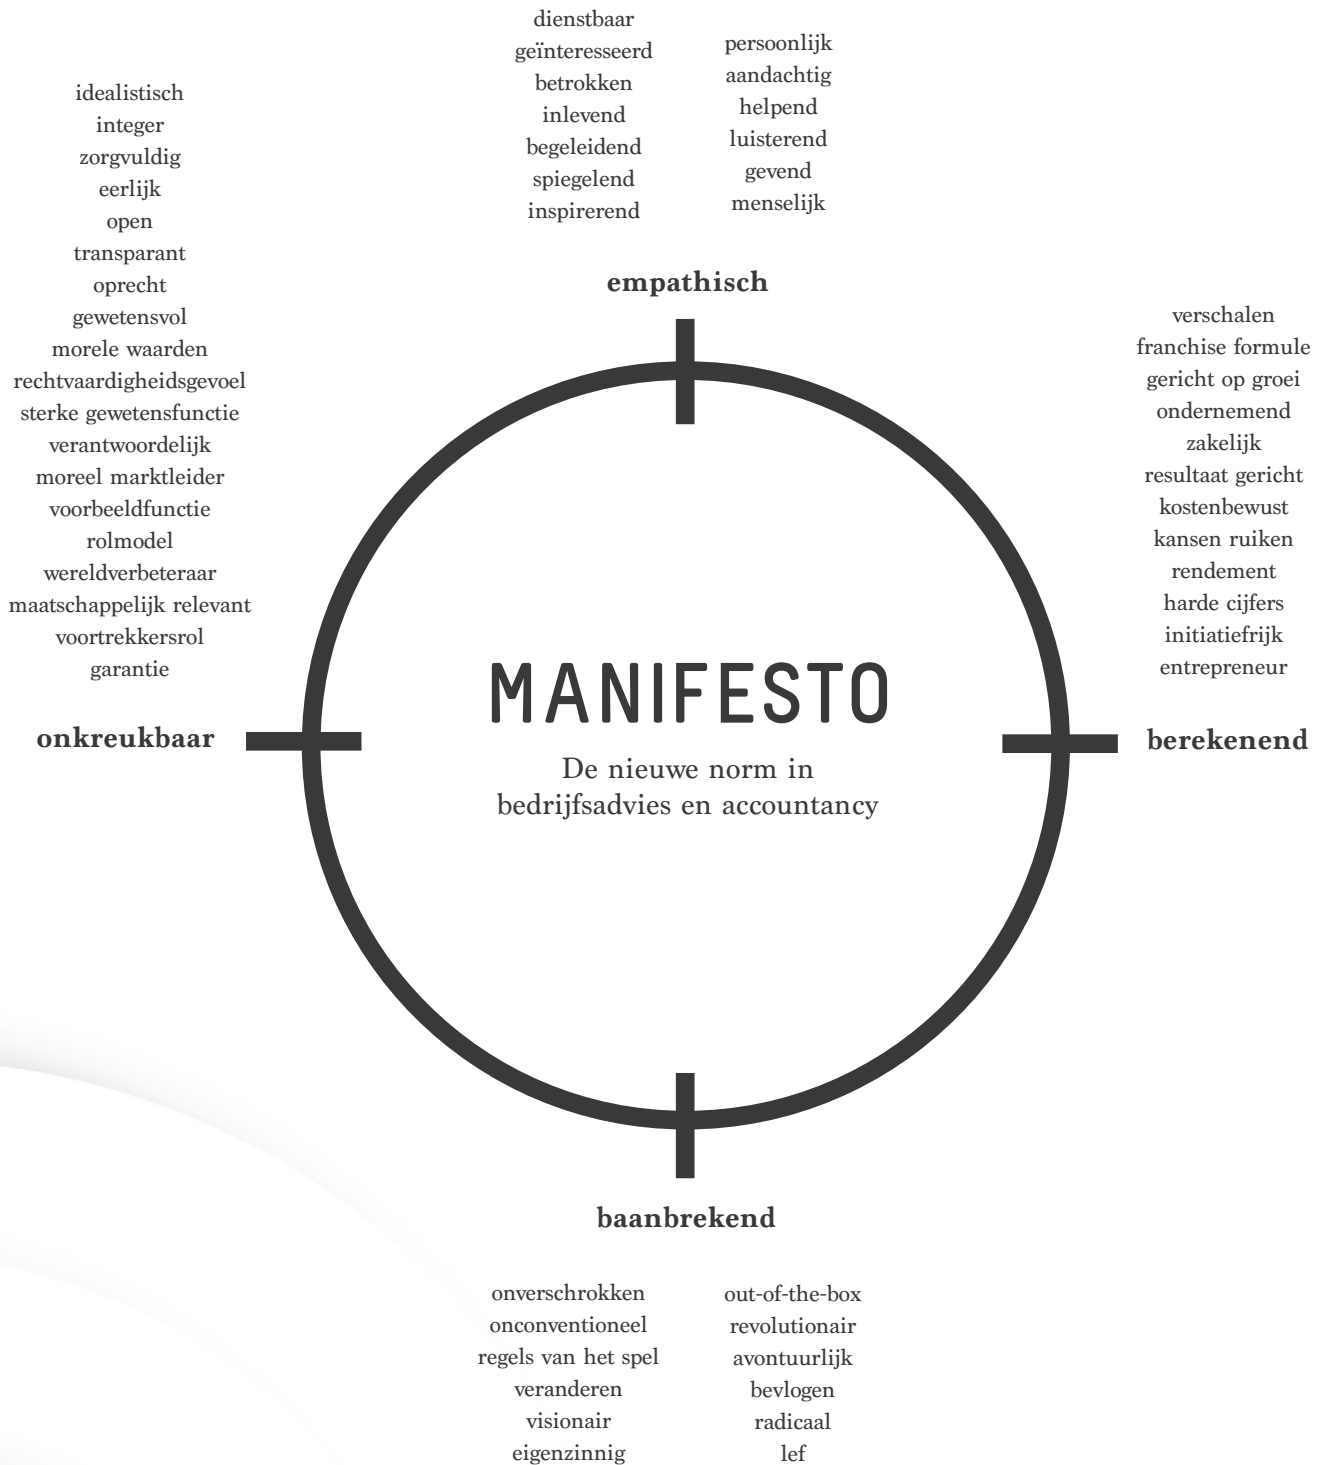 dienstbaar
geïnteresseerd
betrokken
inlevend
begeleidend
spiegelend
inspirerend
persoonlijk
aandachtig
helpend
luisterend
gevend
menselijk
empathisch
idealistisch
integer
zorgvuldig
eerlijk
open
transparant
oprecht
gewetensvol
morele waarden
rechtvaardigheidsgevoel
sterke gewetensfunctie
verantwoordelijk
moreel marktleider
voorbeeldfunctie
rolmodel
wereldverbeteraar
maatschappelijk relevant
voortrekkersrol
garantie
onkreukbaar
MANIFESTO
De nieuwe norm in
bedrijfsadvies en accountancy
verschalen
franchise formule
gericht op groei
ondernemend
zakelijk
resultaat gericht
kostenbewust
kansen ruiken
rendement
harde cijfers
initiatiefrijk
entrepreneur
berekenend
baanbrekend
onverschrokken
onconventioneel
regels van het spel
veranderen
visionair
eigenzinnig
out-of-the-box
revolutionair
avontuurlijk
bevlogen
radicaal
lef